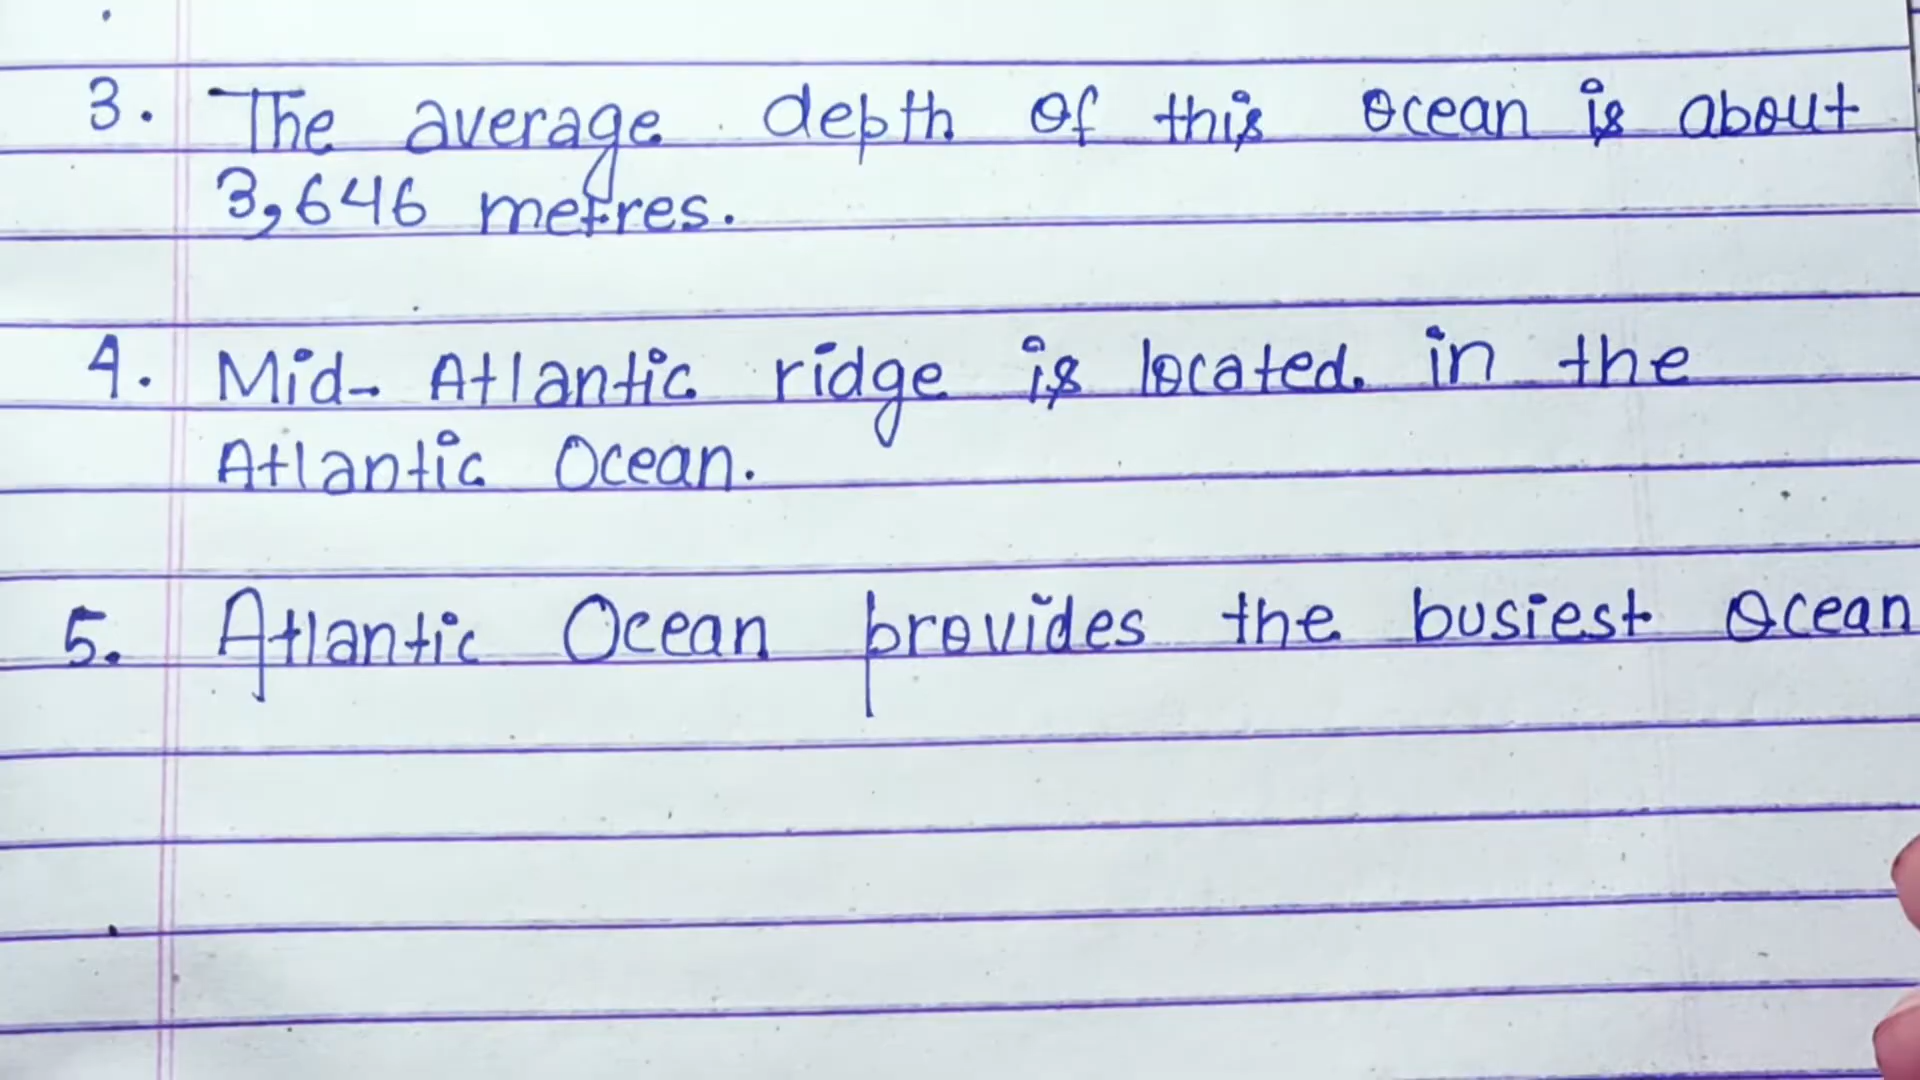 3. The average depth of this ocean is about
3,646 metres.
4. Mid-Atlantic ridge is located in the
Atlantic Ocean.
5. Atlantic Ocean provides the busiest Ocean